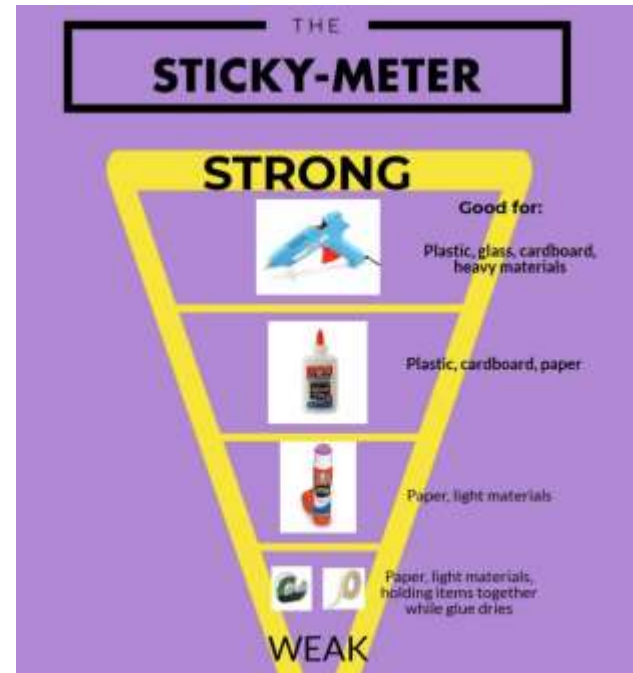 THE
STICKY-METER
STRONG
Good for:
Plastic, glass, cardboard,
heavy materials
Plastic, cardboard, paper
Paper, light materials
Paper, light materials,
holding items together
while glue dries
WEAK